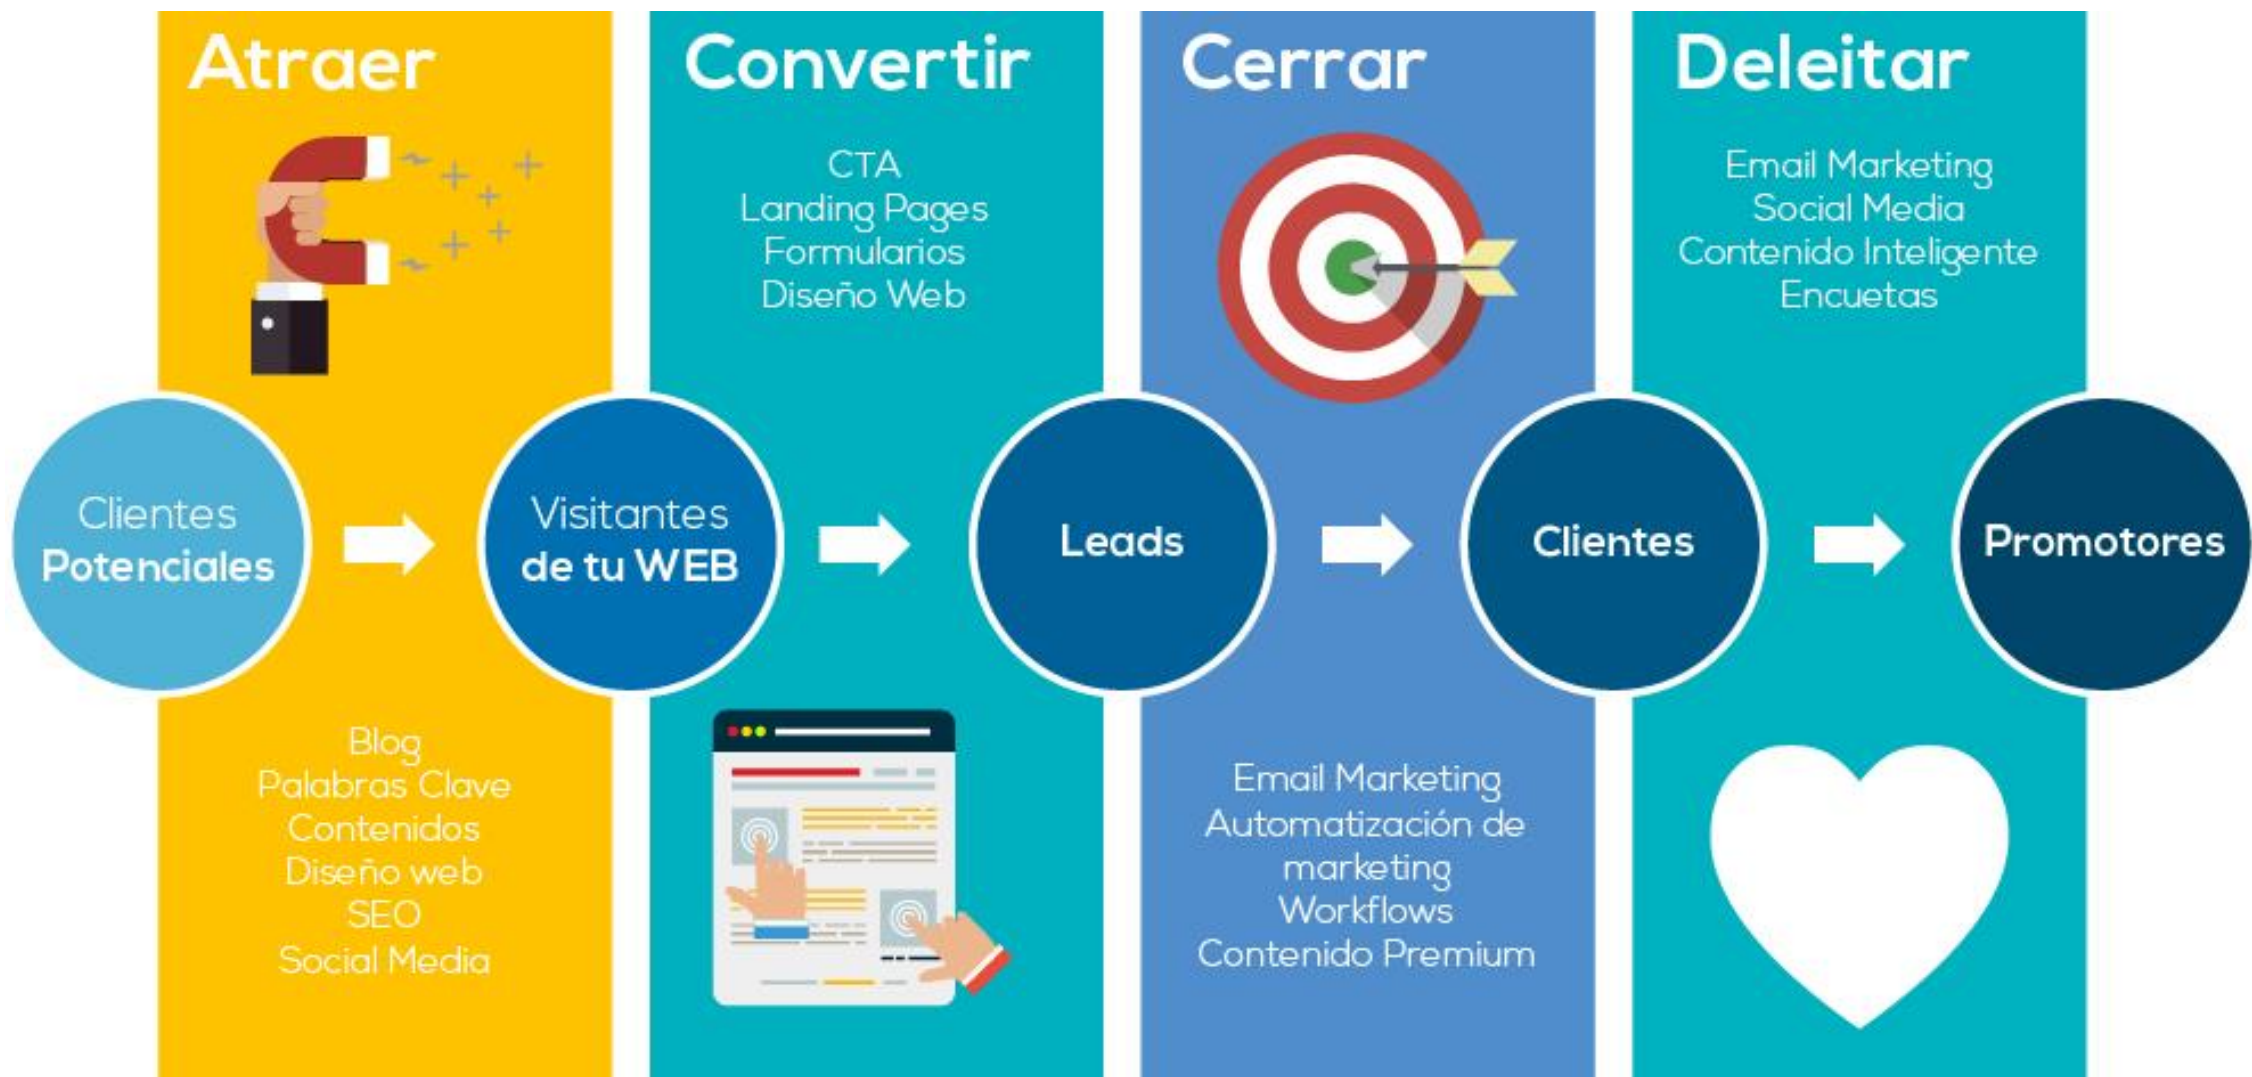 Atraer
Convertir
CTA
Landing Pages
Formularios
Diseño Web
Cerrar
Deleitar
Email Marketing
Social Media
Contenido Inteligente
Encuetas
Clientes
Potenciales
Visitantes
de tu WEB
Leads
Clientes
Promotores
Blog
Palabras Clave
Contenidos
Diseño web
SEO
Social Media
Email Marketing
Automatización de
marketing
Workflows
Contenido Premium